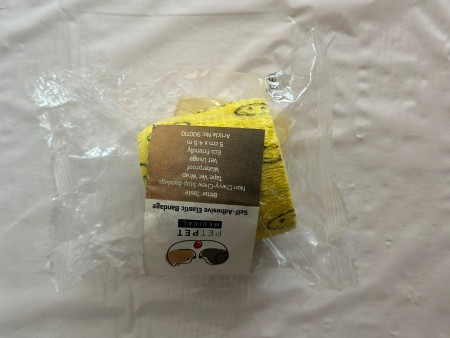 PETPET
MEDICAL
Self-Adhesive Elastic Bandage
Bitter Taste
Non Chewy-Chew Stop Bandage
Tape Vet Wrap
Waterproof
Vet Usage
Eco Friendly
5 cm x 4,5 m
Article No: